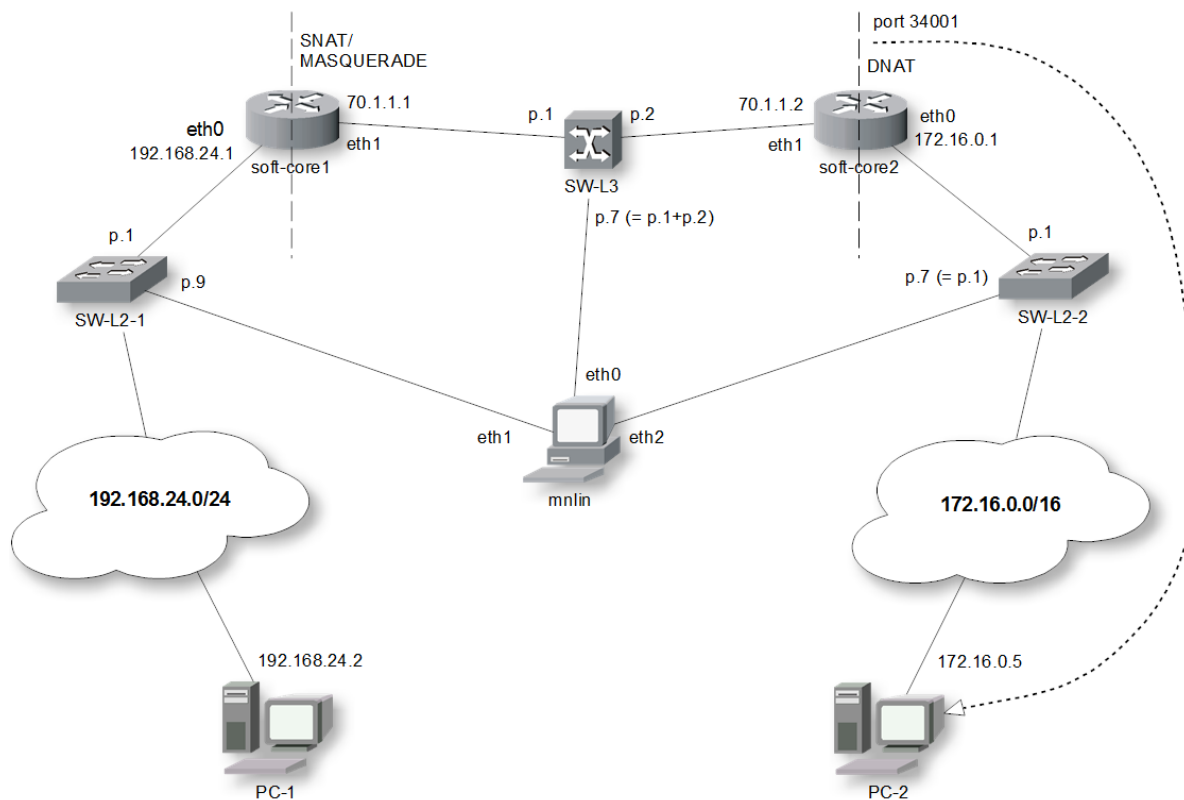 port 34001
SNAT/
MASQUERADE
DNAT
70.1.1.1
70.1.1.2
eth0
p.1
p.2
eth0
192.168.24.1
eth1
eth1
172.16.0.1
soft-core1
SW-L3
soft-core2
p.7 (= p.1+p.2)
p.1
p.1
p.9
p.7 (= p.1)
SW-L2-1
SW-L2-2
eth0
eth1
eth2
mnlin
192.168.24.0/24
172.16.0.0/16
192.168.24.2
172.16.0.5
PC-1
PC-2